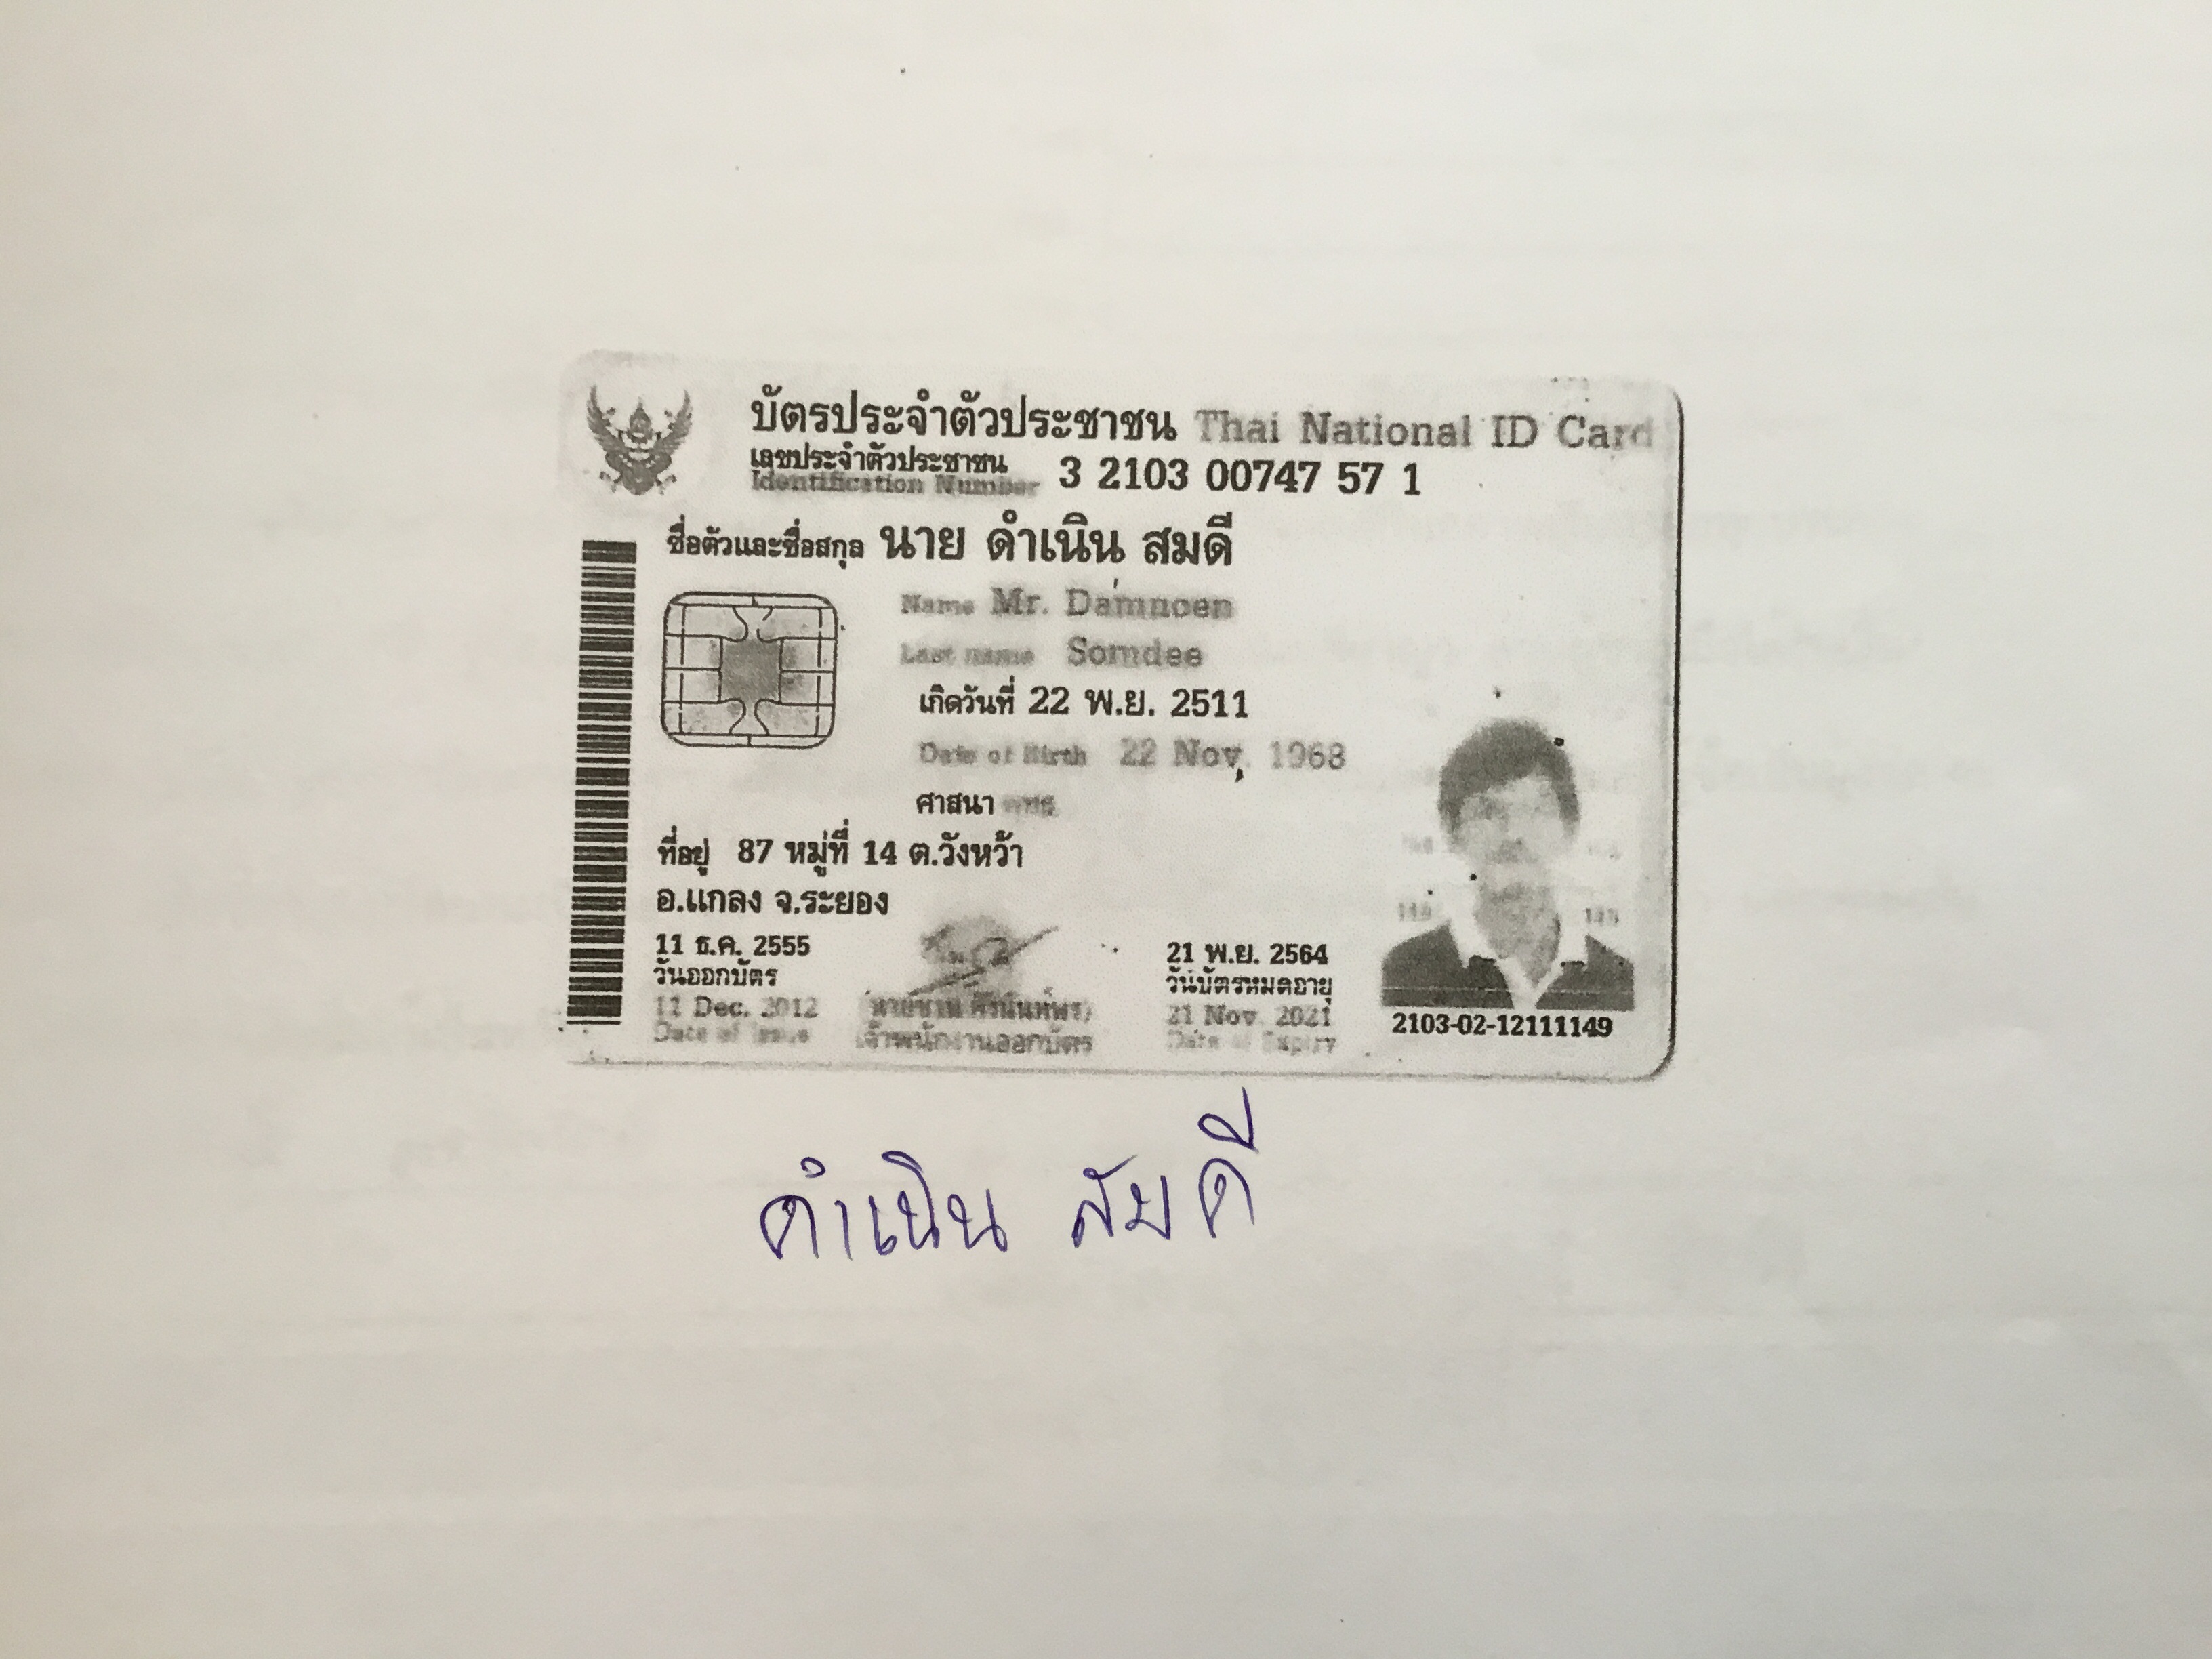 บัตรประจำตัวประชาชน Thai National ID Card
เลขประจำตัวประชาชน
Identification Number 3 2103 00747 57 1
ชื่อตัวและชื่อสกุล นาย ดำเนิน สมดี
Name Mr. Damnoen
Last name Somdee
เกิดวันที่ 22 พ.ย. 2511
Date of Birth 22 Nov. 1968
ศาสนา พุทธ
ที่อยู่ 87 หมู่ที่ 14 ต.วังหว้า
อ.แกลง จ.ระยอง
11 ธ.ค. 2555
วันออกบัตร
11 Dec. 2012
Date of Issue
เจ้าพนักงานออกบัตร
21 พ.ย. 2564
วันบัตรหมดอายุ
21 Nov. 2021
Date of Expiry
2103-02-12111149
ดำเนิน สมดี